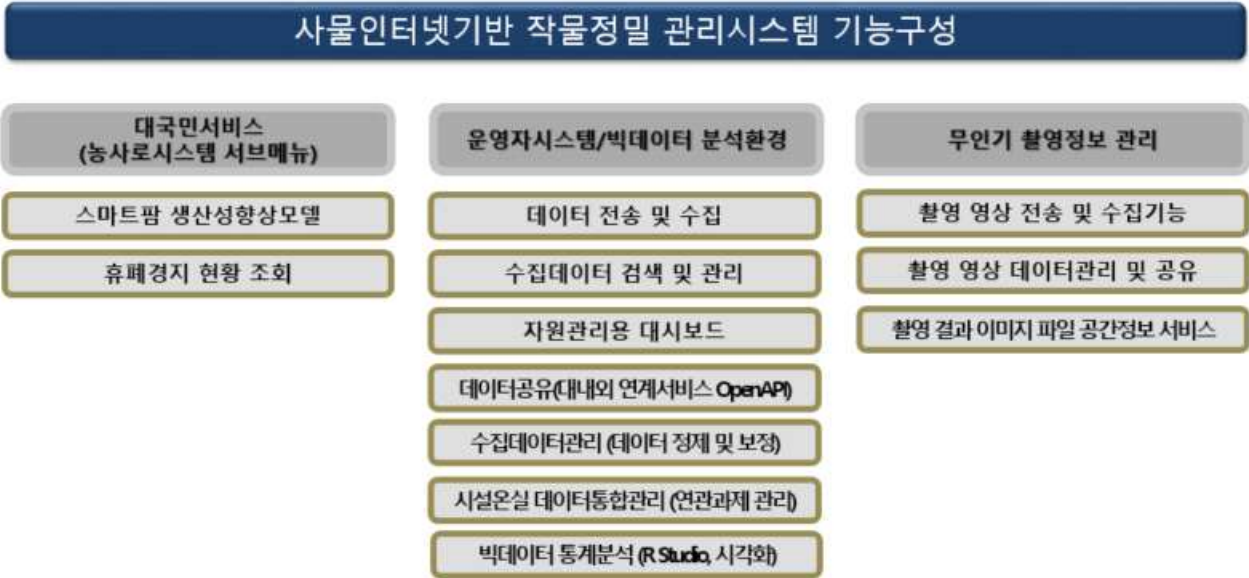 사물인터넷기반 작물정밀 관리시스템 기능구성
대국민서비스
(농사로시스템 서브메뉴)
스마트팜 생산성향상모델
휴폐경지 현황 조회
운영자시스템/빅데이터 분석환경
데이터 전송 및 수집
수집데이터 검색 및 관리
자원관리용 대시보드
데이터공유(대내외 연계서비스 OpenAPI)
수집데이터관리 (데이터 정제 및 보정)
시설온실 데이터통합관리 (연관과제 관리)
빅데이터 통계분석 (R Studio, 시각화)
무인기 촬영정보 관리
촬영 영상 전송 및 수집기능
촬영 영상 데이터관리 및 공유
촬영 결과 이미지 파일 공간정보 서비스